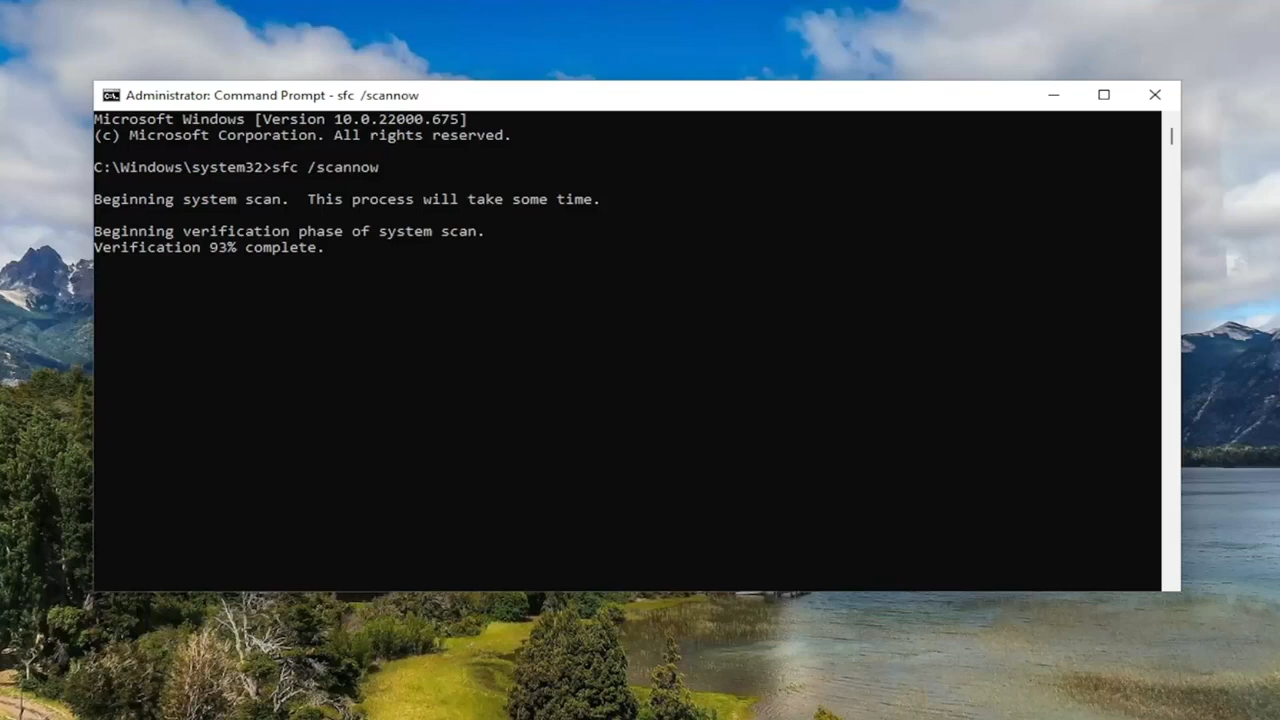 Administrator: Command Prompt - sfc  /scannow
Microsoft Windows [Version 10.0.22000.675]
(c) Microsoft Corporation. All rights reserved.
C:\Windows\system32>sfc /scannow
Beginning system scan.  This process will take some time.
Beginning verification phase of system scan.
Verification 93% complete.